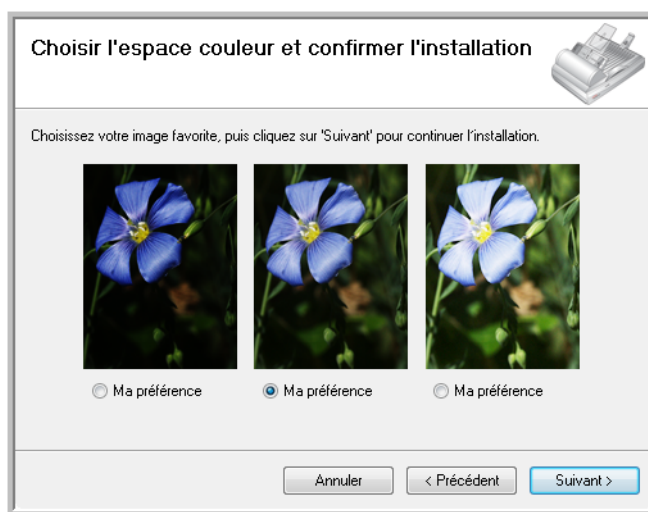 Choisir l'espace couleur et confirmer l'installation
Choisissez votre image favorite, puis cliquez sur 'Suivant' pour continuer l'installation.
Ma préférence Ma préférence Ma préférence
Annuler < Précédent Suivant >